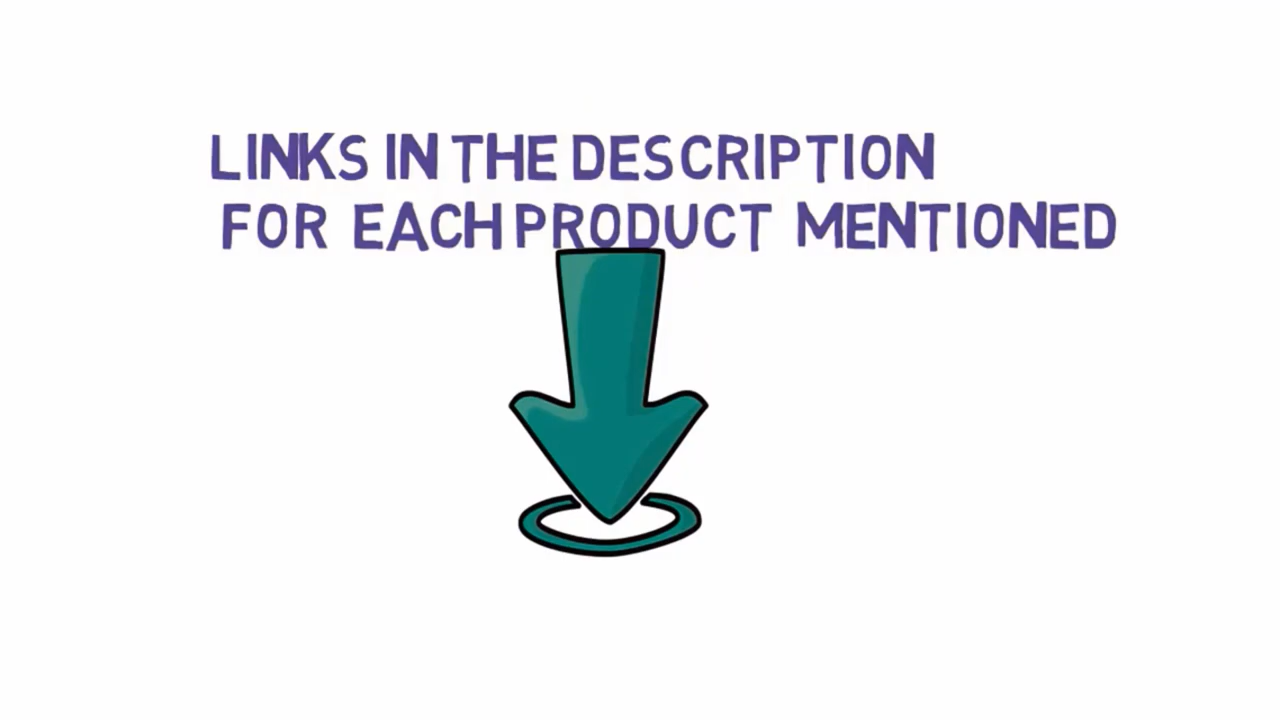 LINKS IN THE DESCRIPTION
FOR EACH PRODUCT MENTIONED